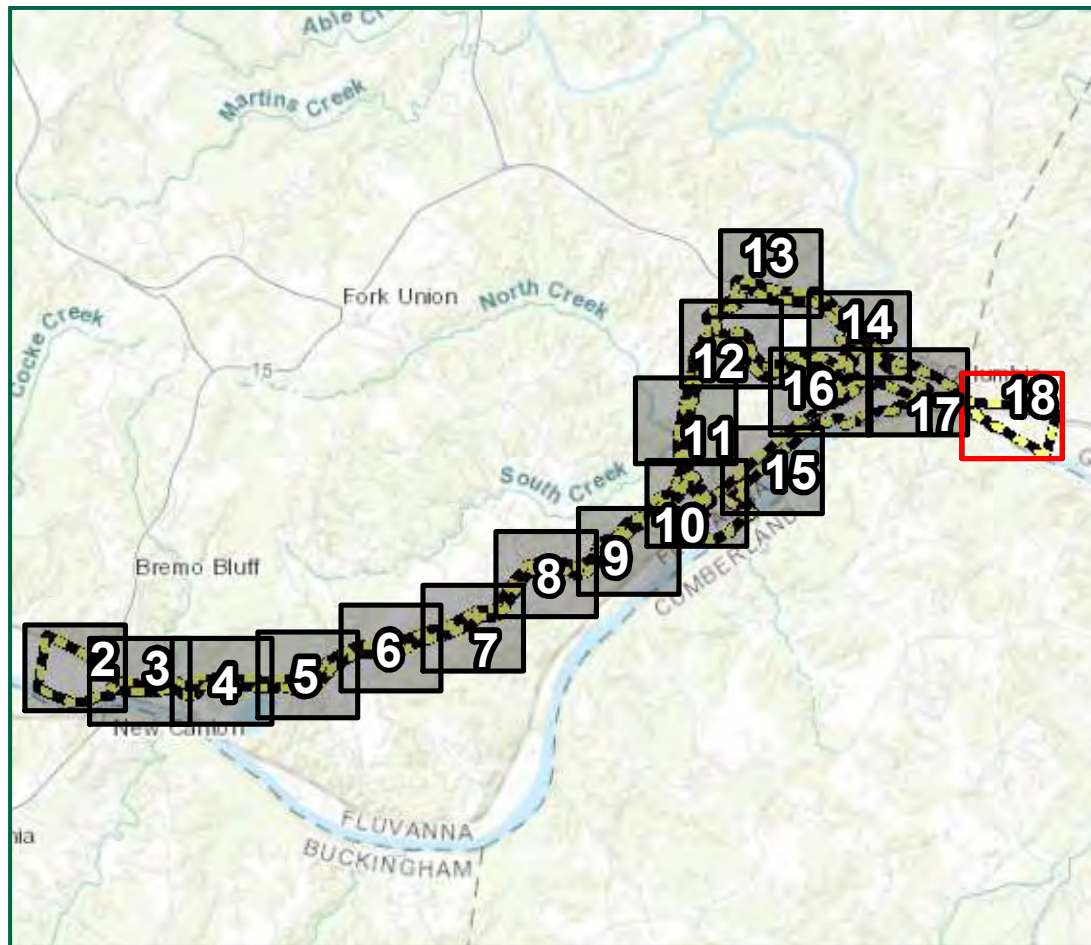 Able
Martins Creek
13
Fork Union
North Creek
14
Cocke Creek
12
15
16
Columbia
18
17
11
South Creek
15
10
9
CUMBERLAND
Bremo Bluff
8
7
6
2
3
4
5
New Canton
FLUVANNA
BUCKINGHAM